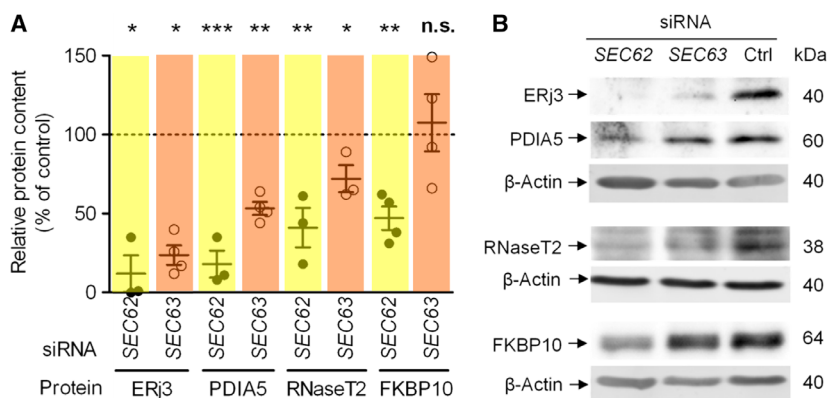 A
* * *** ** ** * ** n.s.
150
100
50
0
Relative protein content
(% of control)
SEC62 SEC63 SEC62 SEC63 SEC62 SEC63 SEC62 SEC63
siRNA
Protein ERj3 PDIA5 RNaseT2 FKBP10
B
siRNA
SEC62 SEC63 Ctrl kDa
ERj3 40
PDIA5 60
β-Actin 40
RNaseT2 38
β-Actin 40
FKBP10 64
β-Actin 40